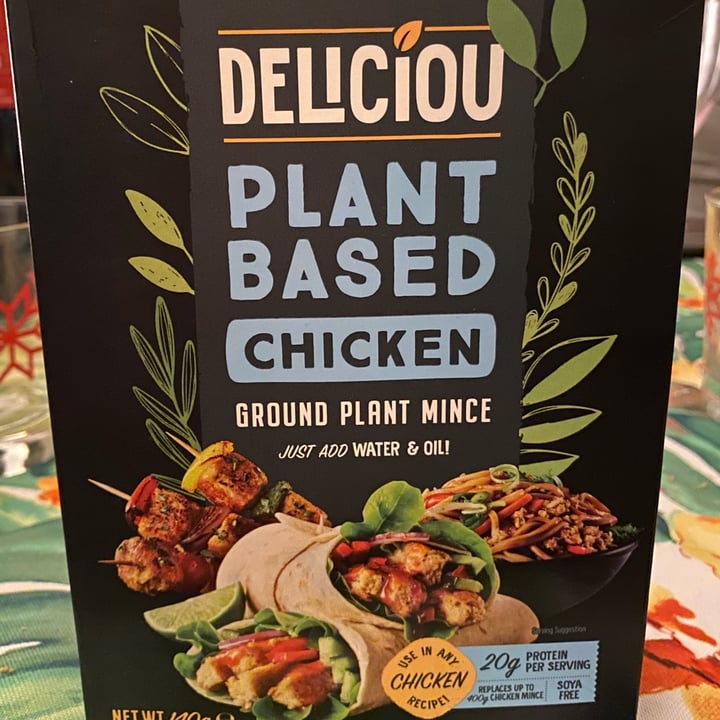 DELiCiOU
PLANT
BASED
CHICKEN
GROUND PLANT MINCE
JUST ADD WATER & OIL!
Serving Suggestion
USE IN ANY
CHICKEN
RECIPE!
20g PROTEIN
PER SERVING
REPLACES UP TO
400g CHICKEN MINCE
SOYA
FREE
NET WT